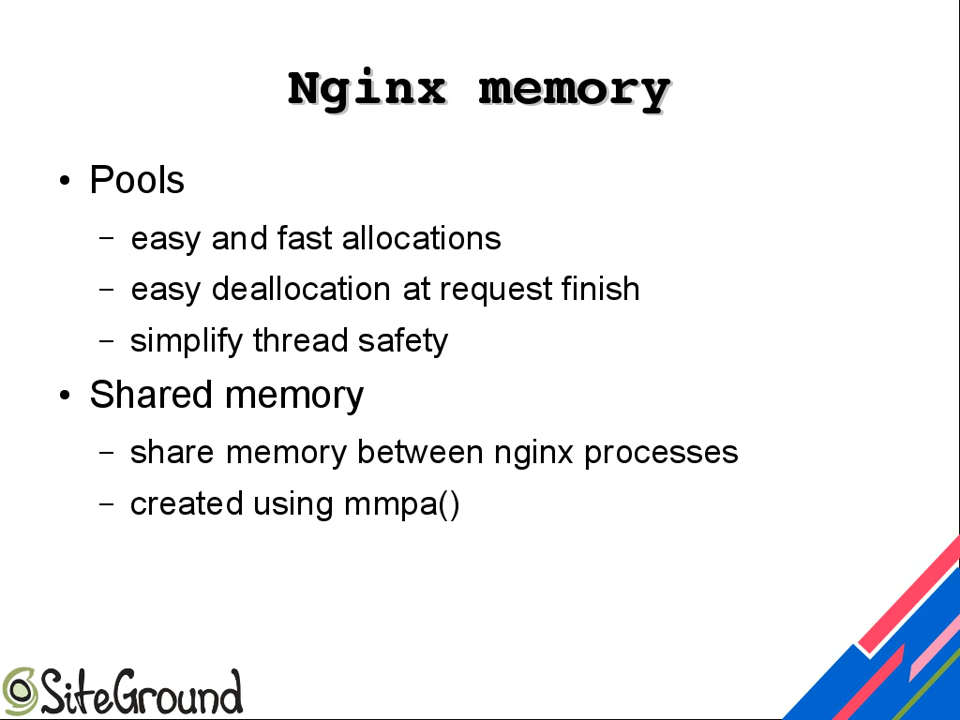 Nginx memory
• Pools
– easy and fast allocations
– easy deallocation at request finish
– simplify thread safety
• Shared memory
– share memory between nginx processes
– created using mmpa()
SiteGround